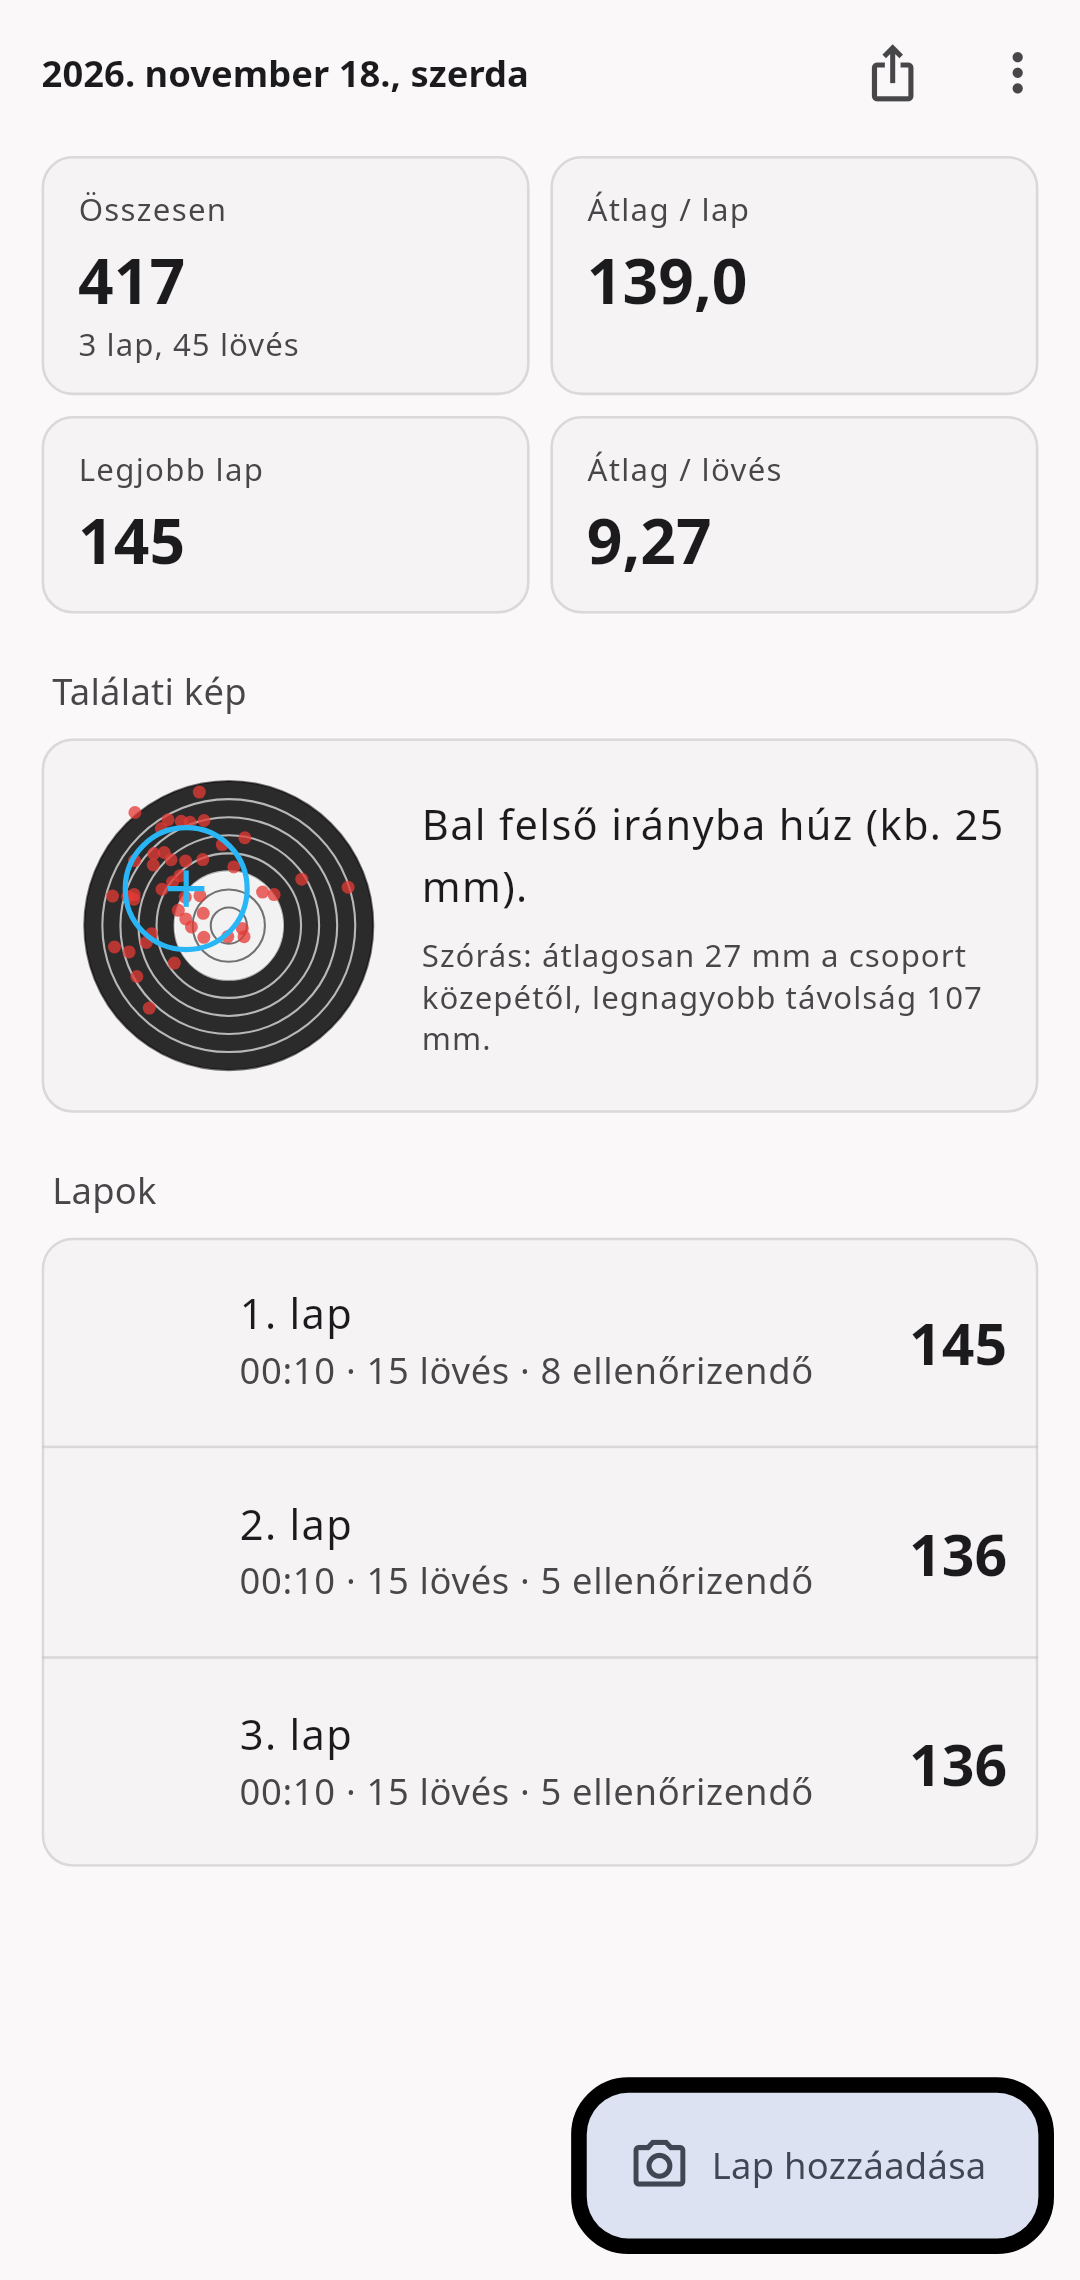 2026. november 18., szerda
Összesen
417
3 lap, 45 lövés
Átlag / lap
139,0
Legjobb lap
145
Átlag / lövés
9,27
Találati kép
Bal felső irányba húz (kb. 25
mm).
Szórás: átlagosan 27 mm a csoport
közepétől, legnagyobb távolság 107
mm.
Lapok
1. lap
00:10 · 15 lövés · 8 ellenőrizendő
145
2. lap
00:10 · 15 lövés · 5 ellenőrizendő
136
3. lap
00:10 · 15 lövés · 5 ellenőrizendő
136
Lap hozzáadása